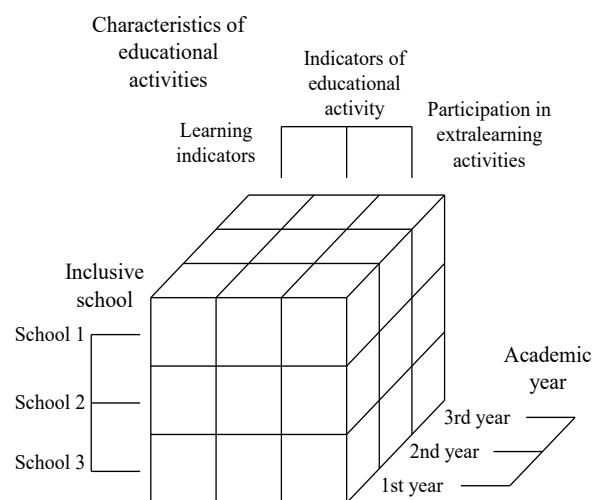 Characteristics of
educational
activities
Indicators of
educational
activity
Learning
indicators
Participation in
extralearning
activities
Inclusive
school
School 1
School 2
School 3
Academic
year
3rd year
2nd year
1st year